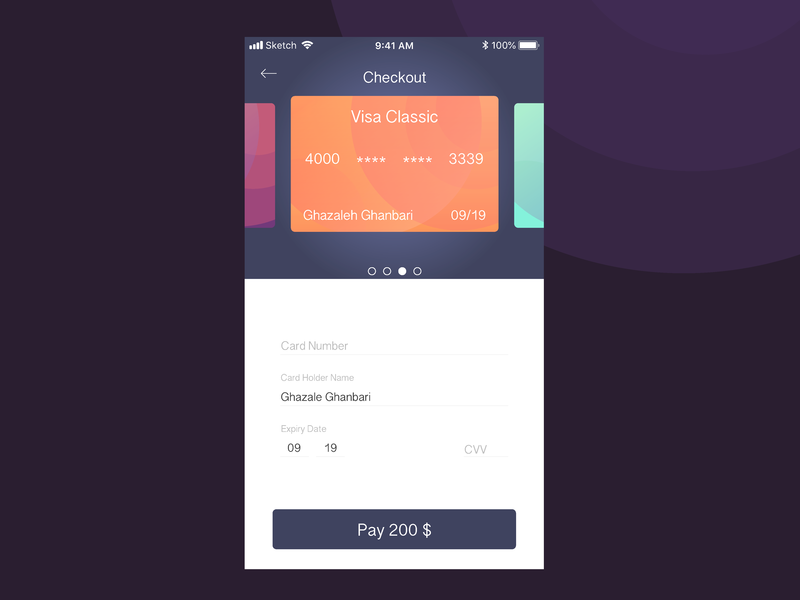 Sketch 9:41 AM 100%
Checkout
Visa Classic
4000 **** **** 3339
Ghazaleh Ghanbari 09/19
Card Number
Card Holder Name
Ghazale Ghanbari
Expiry Date
09 19 CVV
Pay 200 $